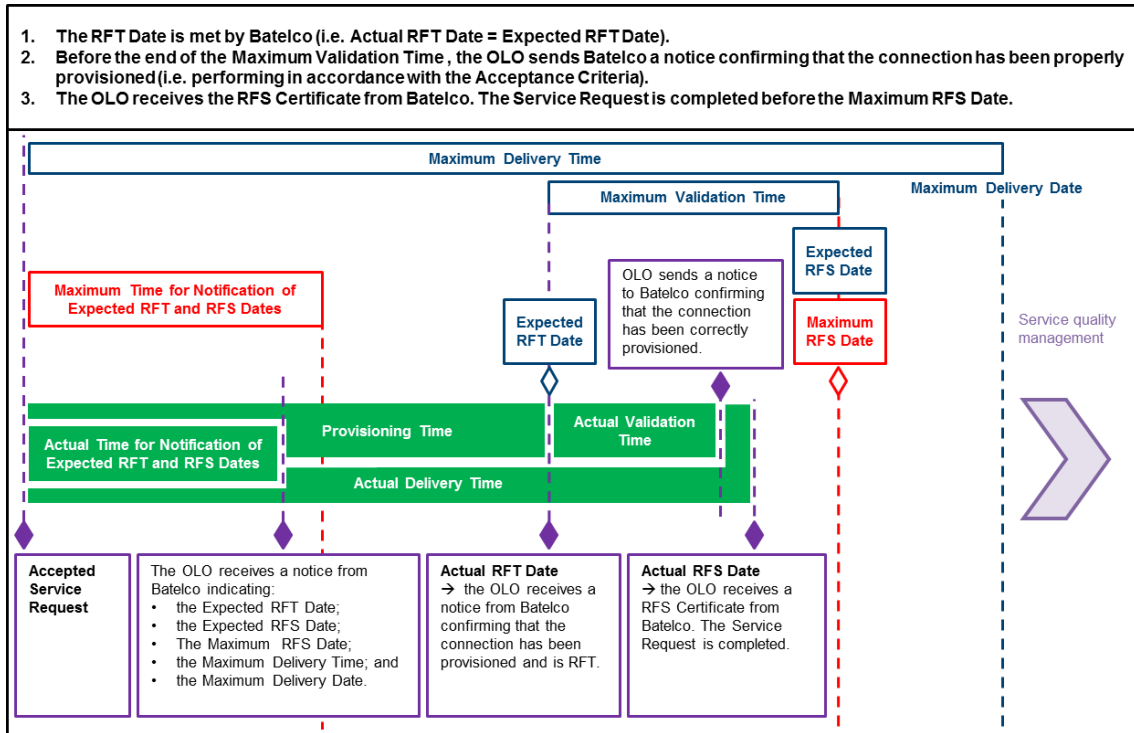 1. The RFT Date is met by Batelco (i.e. Actual RFT Date = Expected RFT Date).
2. Before the end of the Maximum Validation Time , the OLO sends Batelco a notice confirming that the connection has been properly
provisioned (i.e. performing in accordance with the Acceptance Criteria).
3. The OLO receives the RFS Certificate from Batelco. The Service Request is completed before the Maximum RFS Date.
Maximum Delivery Time
Maximum Delivery Date
Maximum Validation Time
Expected
RFS Date
OLO sends a notice
to Batelco confirming
that the connection
has been correctly
provisioned.
Maximum Time for Notification of
Expected RFT and RFS Dates
Expected
RFT Date
Maximum
RFS Date
Service quality
management
Provisioning Time
Actual Validation
Time
Actual Time for Notification of
Expected RFT and RFS Dates
Actual Delivery Time
Accepted
Service
Request
The OLO receives a notice from
Batelco indicating:
• the Expected RFT Date;
• the Expected RFS Date;
• The Maximum RFS Date;
• the Maximum Delivery Time; and
• the Maximum Delivery Date.
Actual RFT Date
→ the OLO receives a
notice from Batelco
confirming that the
connection has been
provisioned and is RFT.
Actual RFS Date
→ the OLO receives a
RFS Certificate from
Batelco. The Service
Request is completed.